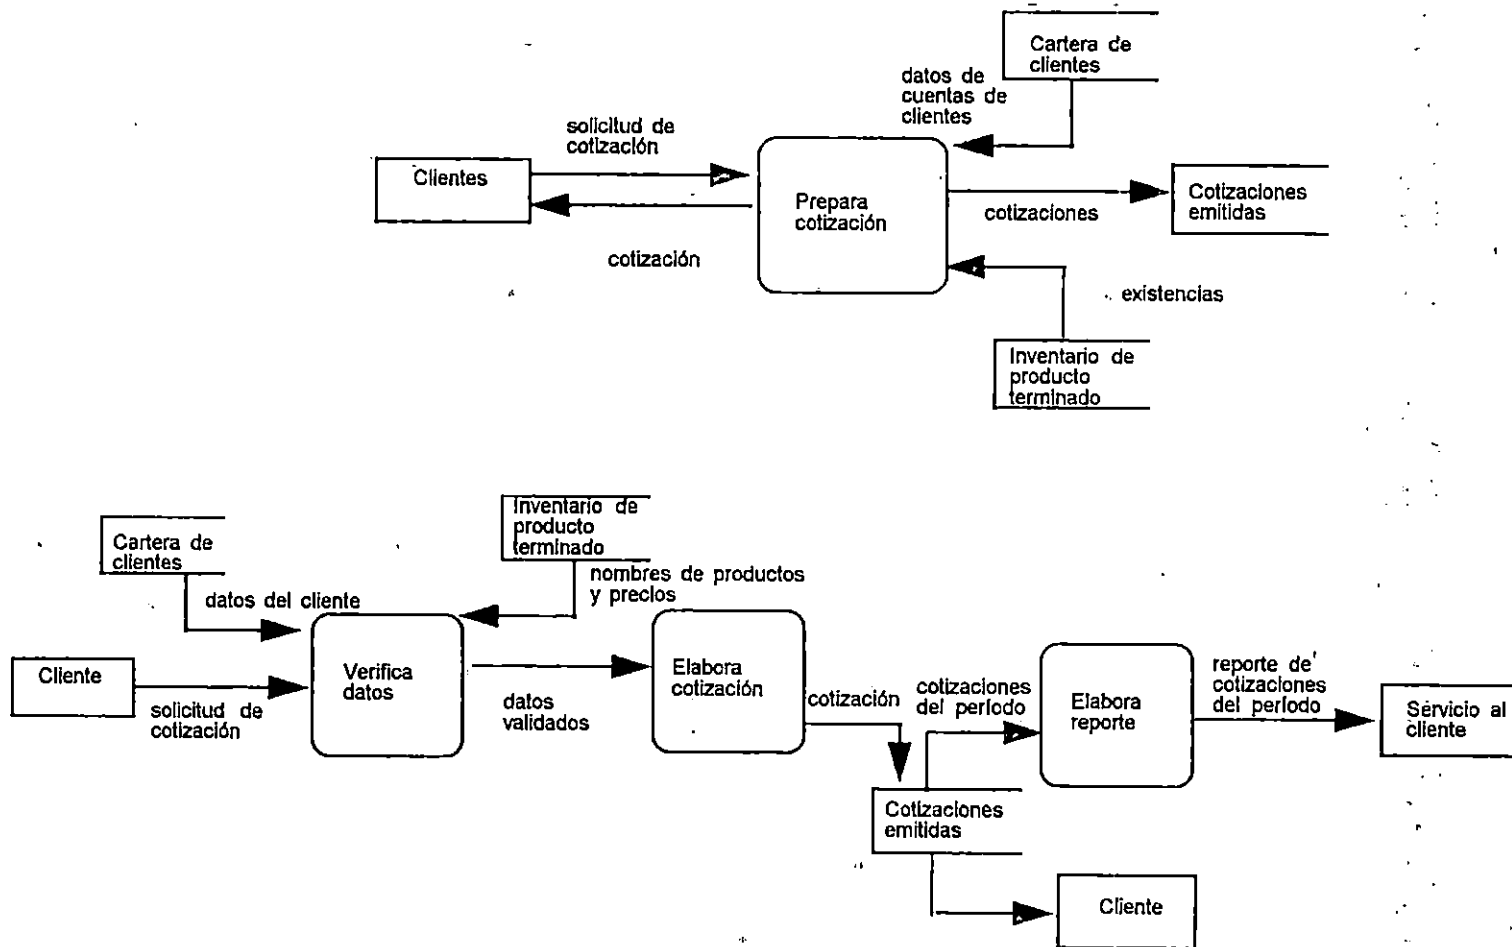 Cartera de
clientes
datos de
cuentas de
clientes
solicitud de
cotización
Clientes
Prepara
cotización
cotizaciones
Cotizaciones
emitidas
cotización
existencias
Inventario de
producto
terminado
Inventario de
producto
terminado
Cartera de
clientes
nombres de productos
y precios
datos del cliente
Cliente
solicitud de
cotización
Verifica
datos
datos
validados
Elabora
cotización
cotización
cotizaciones
del período
Elabora
reporte
reporte de
cotizaciones
del período
Servicio al
cliente
Cotizaciones
emitidas
Cliente